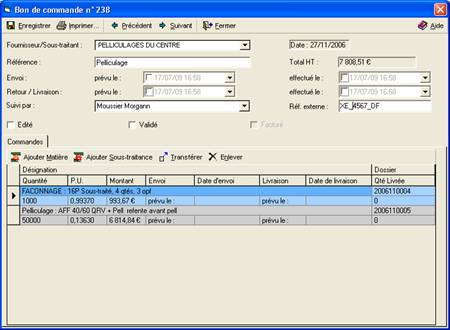 Bon de commande n° 238
Enregistrer Imprimer... Précédent Suivant Fermer Aide
Fournisseur/Sous-traitant : PELLICULAGES DU CENTRE Date : 27/11/2006
Référence : Pelliculage Total HT : 7 808,51 €
Envoi : prévu le : 17/07/09 16:58 effectué le : 17/07/09 16:58
Retour / Livraison : prévu le : 17/07/09 16:58 effectué le : 17/07/09 16:58
Suivi par : Moussier Morgann Réf. externe : XE_4567_DF
Edité Validé Facturé
Commandes
Ajouter Matière Ajouter Sous-traitance Transférer Enlever
Désignation Dossier
Quantité P.U. Montant Envoi Date d'envoi Livraison Date de livraison Qté Livrée
FACONNAGE : 16P Sous-traité, 4 qtés, 3 opf 2006110004
1000 0,99370 993,67 € prévu le : prévu le : 0
Pelliculage : AFF 40/60 QRV + Pell. refente avant pell 2006110005
50000 0,13630 6 814,84 € prévu le : prévu le : 0